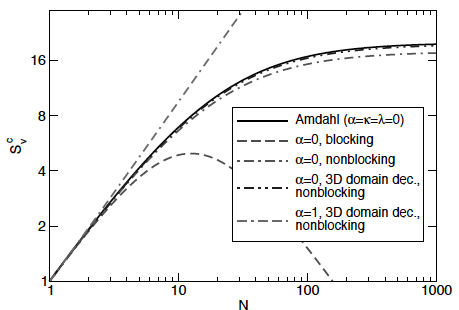 16
8
4
2
1
S_v^c
1
10
100
1000
N
Amdahl (α=κ=λ=0)
α=0, blocking
α=0, nonblocking
α=0, 3D domain dec.,
nonblocking
α=1, 3D domain dec.,
nonblocking